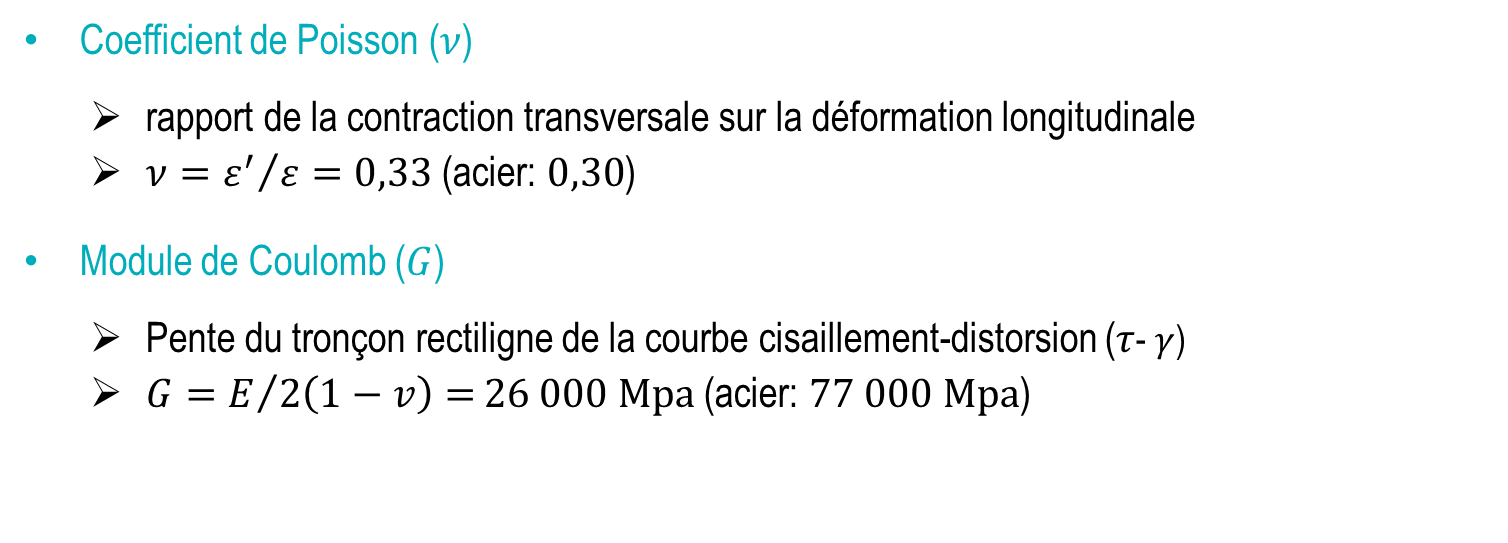 • Coefficient de Poisson (𝜈)
➢ rapport de la contraction transversale sur la déformation longitudinale
➢ 𝜈 = 𝜀′/𝜀 = 0,33 (acier: 0,30)
• Module de Coulomb (𝐺)
➢ Pente du tronçon rectiligne de la courbe cisaillement-distorsion (𝜏- 𝛾)
➢ 𝐺 = 𝐸/2(1 − 𝑣) = 26 000 Mpa (acier: 77 000 Mpa)